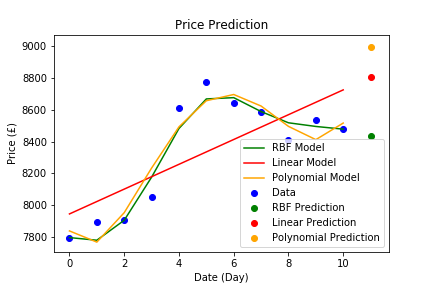 Price Prediction
9000
8800
8600
8400
8200
8000
7800
Price (£)
RBF Model
Linear Model
Polynomial Model
Data
RBF Prediction
Linear Prediction
Polynomial Prediction
0 2 4 6 8 10
Date (Day)